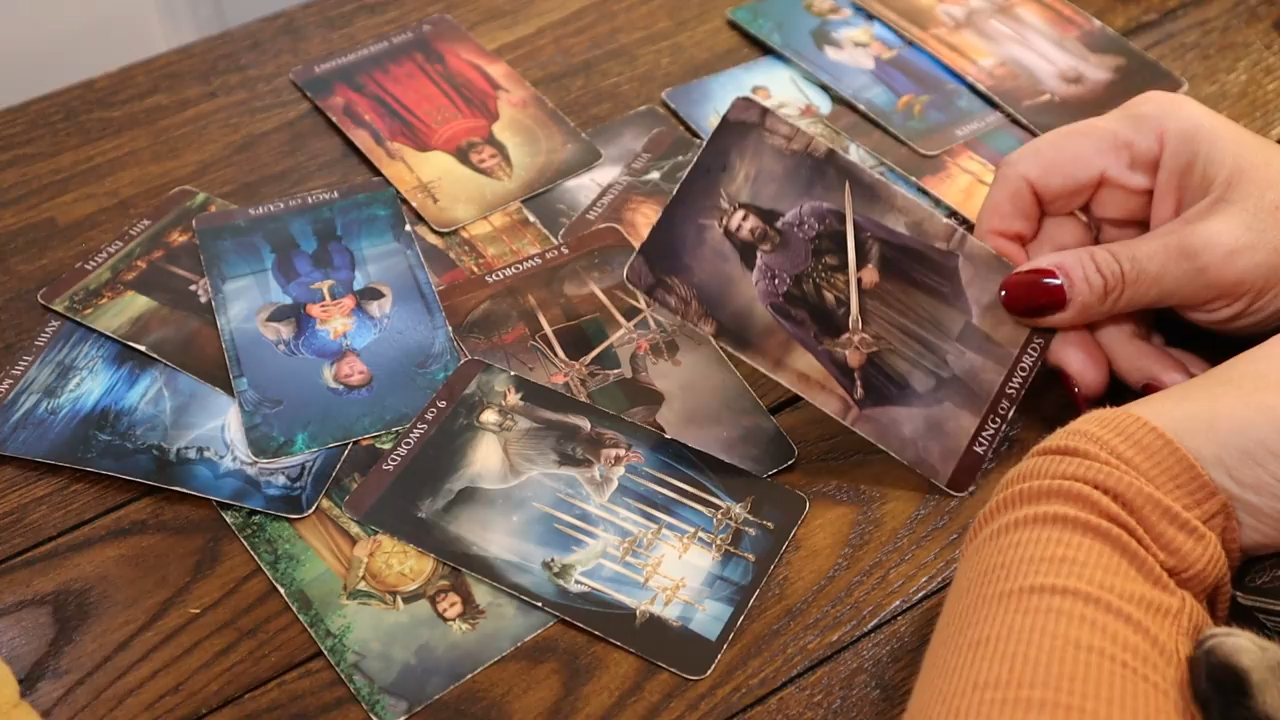 V THE HIEROPHANT
VIII STRENGTH
PAGE OF CUPS
XIII DEATH
5 OF SWORDS
XVIII THE
9 OF SWORDS
KING OF SWORDS